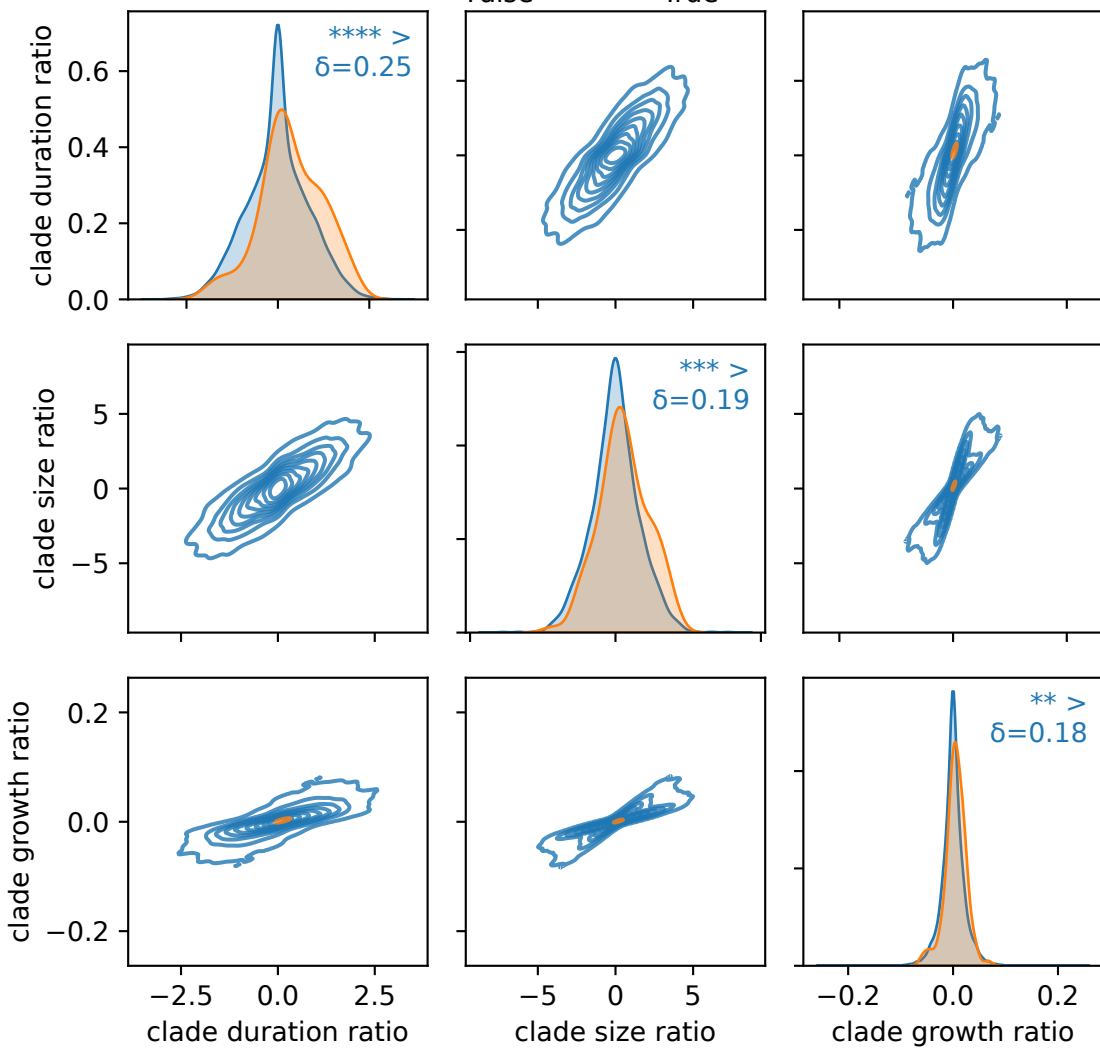 **** >
δ=0.25
clade duration ratio
0.6
0.4
0.2
0.0
*** >
δ=0.19
clade size ratio
5
0
−5
** >
δ=0.18
clade growth ratio
0.2
0.0
−0.2
−2.5 0.0 2.5 −5 0 5 −0.2 0.0 0.2
clade duration ratio clade size ratio clade growth ratio